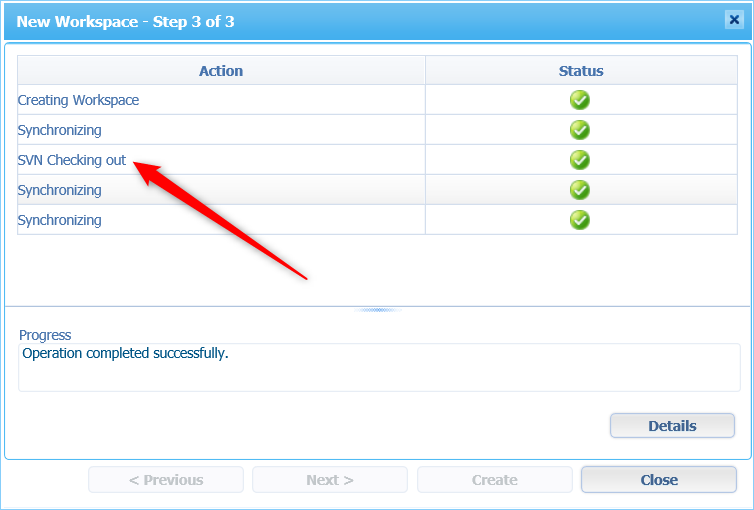 New Workspace - Step 3 of 3
Action Status
Creating Workspace
Synchronizing
SVN Checking out
Synchronizing
Synchronizing
Progress
Operation completed successfully.
Details
< Previous Next > Create Close